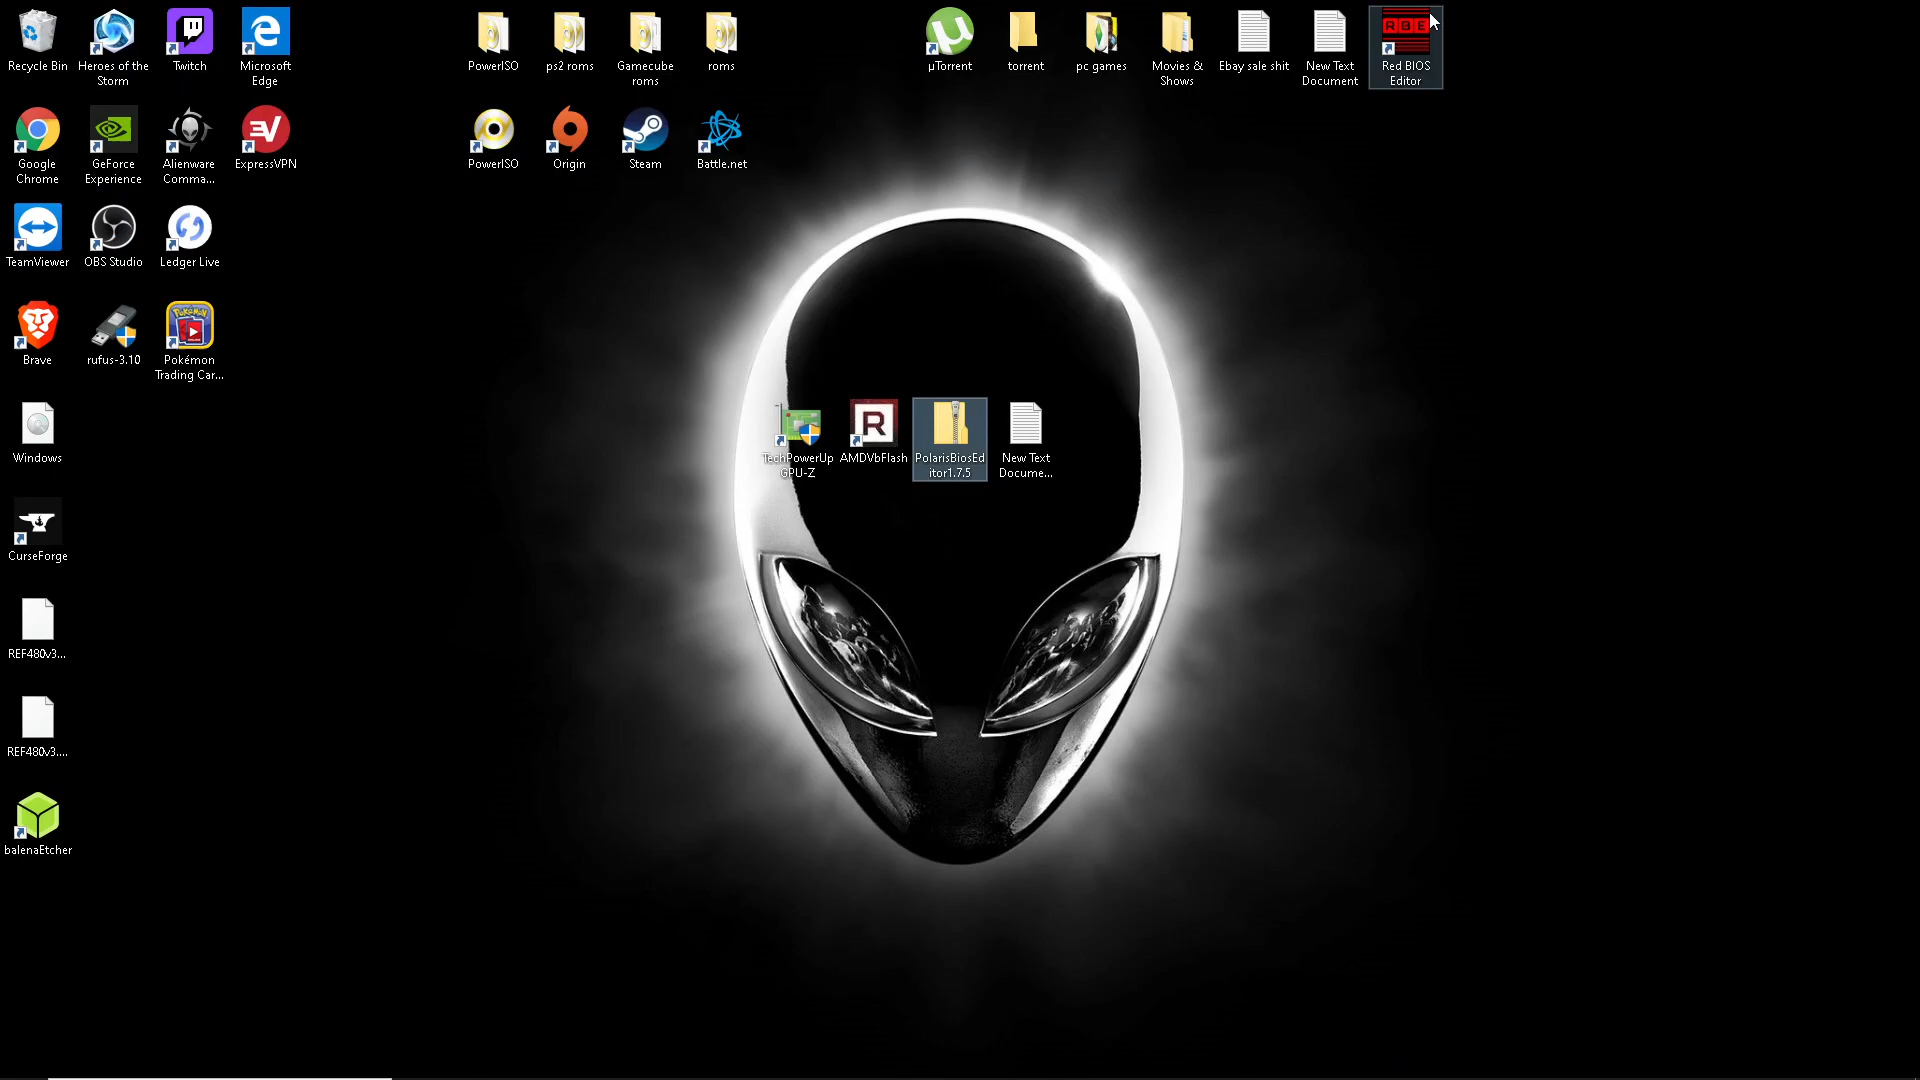 Recycle Bin
Heroes of the
Storm
Twitch
Microsoft
Edge
PowerISO
ps2 roms
Gamecube
roms
roms
µTorrent
torrent
pc games
Movies &
Shows
Ebay sale shit
New Text
Document
RBE
Red BIOS
Editor
Google
Chrome
GeForce
Experience
Alienware
Comma...
ExpressVPN
PowerISO
Origin
Steam
Battle.net
TeamViewer
OBS Studio
Ledger Live
Brave
rufus-3.10
Pokémon
Pokémon
Trading Car...
Windows
TechPowerUp
GPU-Z
R
AMDVbFlash
PolarisBiosEd
itor1.7.5
New Text
Docume...
CurseForge
REF480v3...
REF480v3....
balenaEtcher